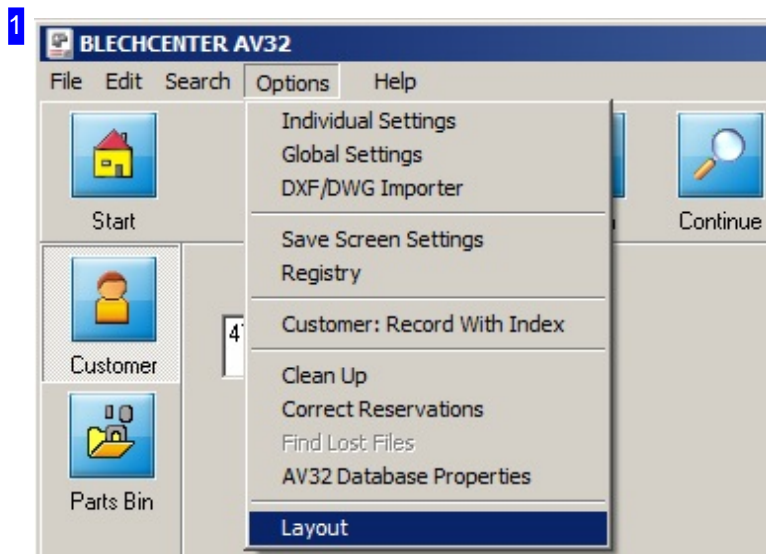 1
BLECHCENTER AV32
File Edit Search Options Help
Individual Settings
Global Settings
DXF/DWG Importer
Start
Continue
Save Screen Settings
Registry
Customer: Record With Index
Customer
Clean Up
Correct Reservations
Find Lost Files
AV32 Database Properties
Parts Bin
Layout